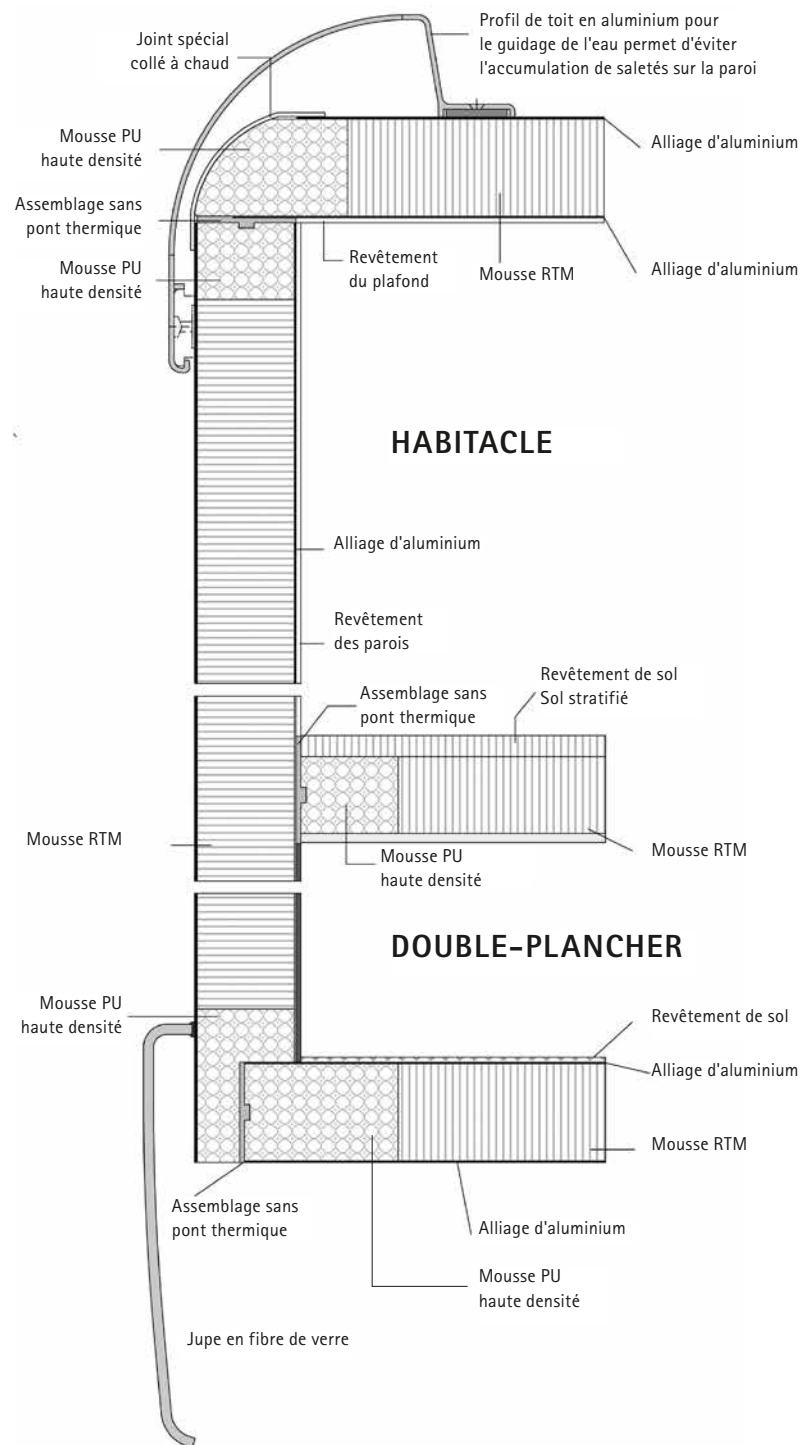 Joint spécial
collé à chaud
Profil de toit en aluminium pour
le guidage de l'eau permet d'éviter
l'accumulation de saletés sur la paroi
Mousse PU
haute densité
Alliage d'aluminium
Assemblage sans
pont thermique
Mousse PU
haute densité
Revêtement
du plafond
Mousse RTM
Alliage d'aluminium
HABITACLE
Alliage d'aluminium
Revêtement
des parois
Assemblage sans
pont thermique
Revêtement de sol
Sol stratifié
Mousse RTM
Mousse PU
haute densité
Mousse RTM
DOUBLE-PLANCHER
Mousse PU
haute densité
Revêtement de sol
Alliage d'aluminium
Mousse RTM
Assemblage sans
pont thermique
Alliage d'aluminium
Mousse PU
haute densité
Jupe en fibre de verre